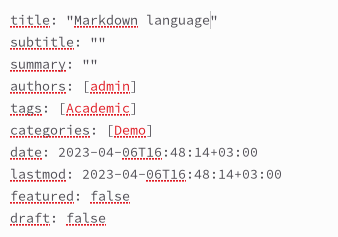 title: "Markdown language"
subtitle: ""
summary: ""
authors: [admin]
tags: [Academic]
categories: [Demo]
date: 2023-04-06T16:48:14+03:00
lastmod: 2023-04-06T16:48:14+03:00
featured: false
draft: false